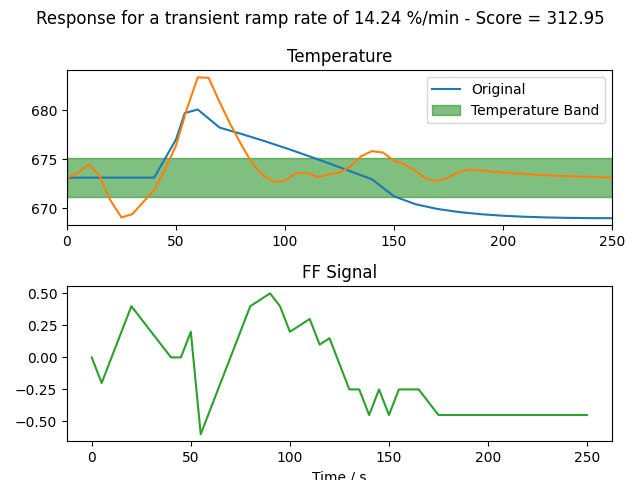 Response for a transient ramp rate of 14.24 %/min - Score = 312.95
Temperature
Original
Temperature Band
680
675
670
0 50 100 150 200 250
FF Signal
0.50
0.25
0.00
−0.25
−0.50
0 50 100 150 200 250
Time / s